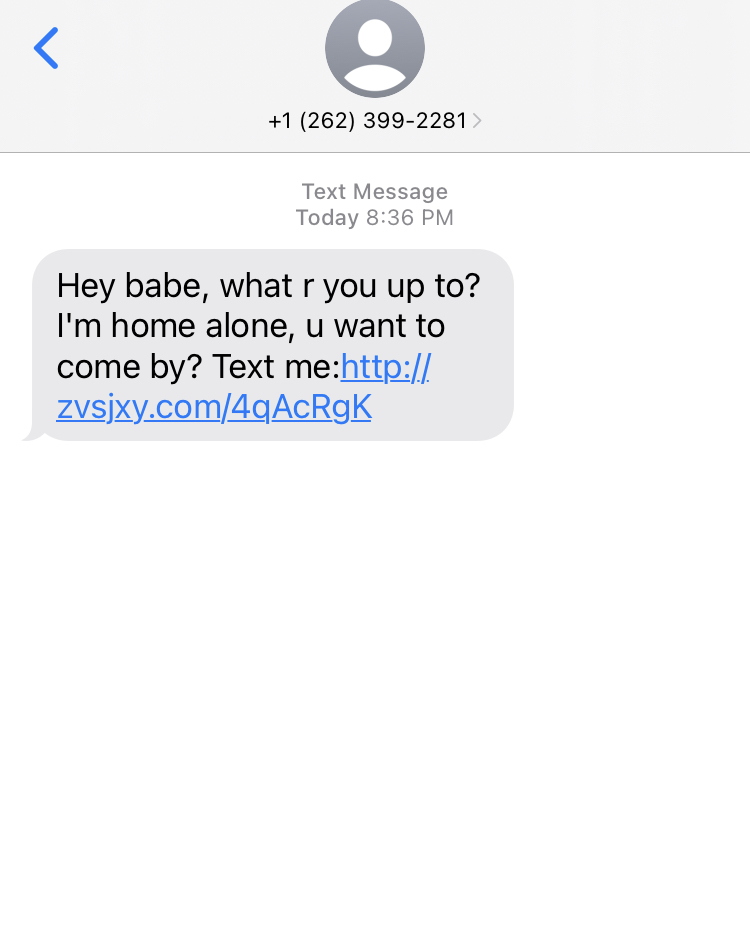 +1 (262) 399-2281
Text Message
Today 8:36 PM
Hey babe, what r you up to?
I'm home alone, u want to
come by? Text me:http://
zvsjxy.com/4qAcRgK